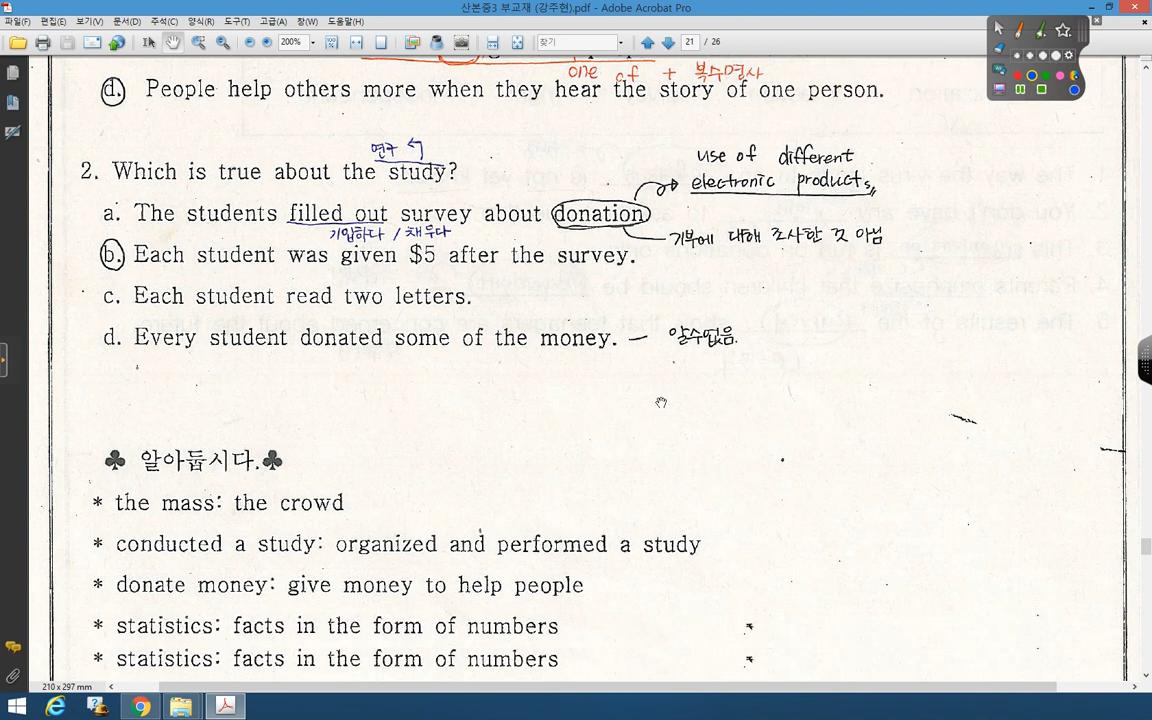 산본중3 부교재 (강주현).pdf - Adobe Acrobat Pro
파일(F) 편집(E) 보기(V) 문서(D) 주석(C) 양식(R) 도구(T) 고급(A) 창(W) 도움말(H)
200% 찾기 21 / 26
one of + 복수명사
d. People help others more when they hear the story of one person.
연구
2. Which is true about the study?
use of different
electronic products,
a. The students filled out survey about donation
기입하다 / 채우다
기부에 대해 조사한 것 아님
b. Each student was given $5 after the survey.
c. Each student read two letters.
d. Every student donated some of the money. — 알수없음.
♣ 알아둡시다.♣
* the mass: the crowd
* conducted a study: organized and performed a study
* donate money: give money to help people
* statistics: facts in the form of numbers
* statistics: facts in the form of numbers
210 x 297 mm